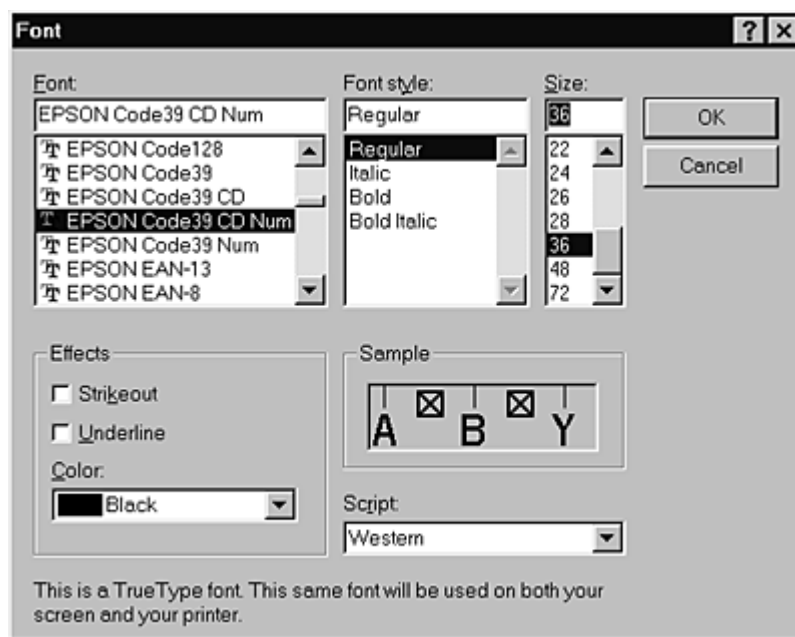 Font
Font:
EPSON Code39 CD Num
EPSON Code128
EPSON Code39
EPSON Code39 CD
EPSON Code39 CD Num
EPSON Code39 Num
EPSON EAN-13
EPSON EAN-8
Font style:
Regular
Regular
Italic
Bold
Bold Italic
Size:
36
22
24
26
28
36
48
72
OK
Cancel
Effects
Strikeout
Underline
Color:
Black
Sample
A B Y
Script:
Western
This is a TrueType font. This same font will be used on both your
screen and your printer.